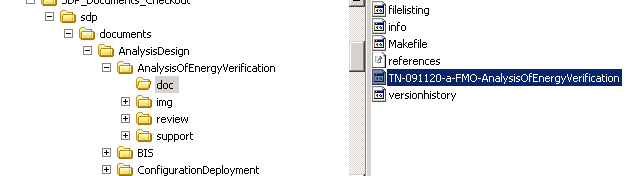 SDP_Documents_Checkout
sdp
documents
AnalysisDesign
AnalysisOfEnergyVerification
doc
img
review
support
BIS
ConfigurationDeployment
filelisting
info
Makefile
references
TN-091120-a-FMO-AnalysisOfEnergyVerification
versionhistory